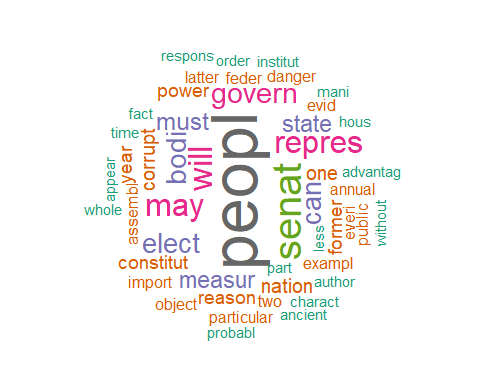 respons order institut
latter feder danger
power govern mani
evid
fact must state hous
time bodi repres
year corrupt will peopl
appear senat can one advantag
assembl may annual
whole former everi public without
elect less
constitut part exampl
import measur nation author
object reason two charact
particular ancient
probabl